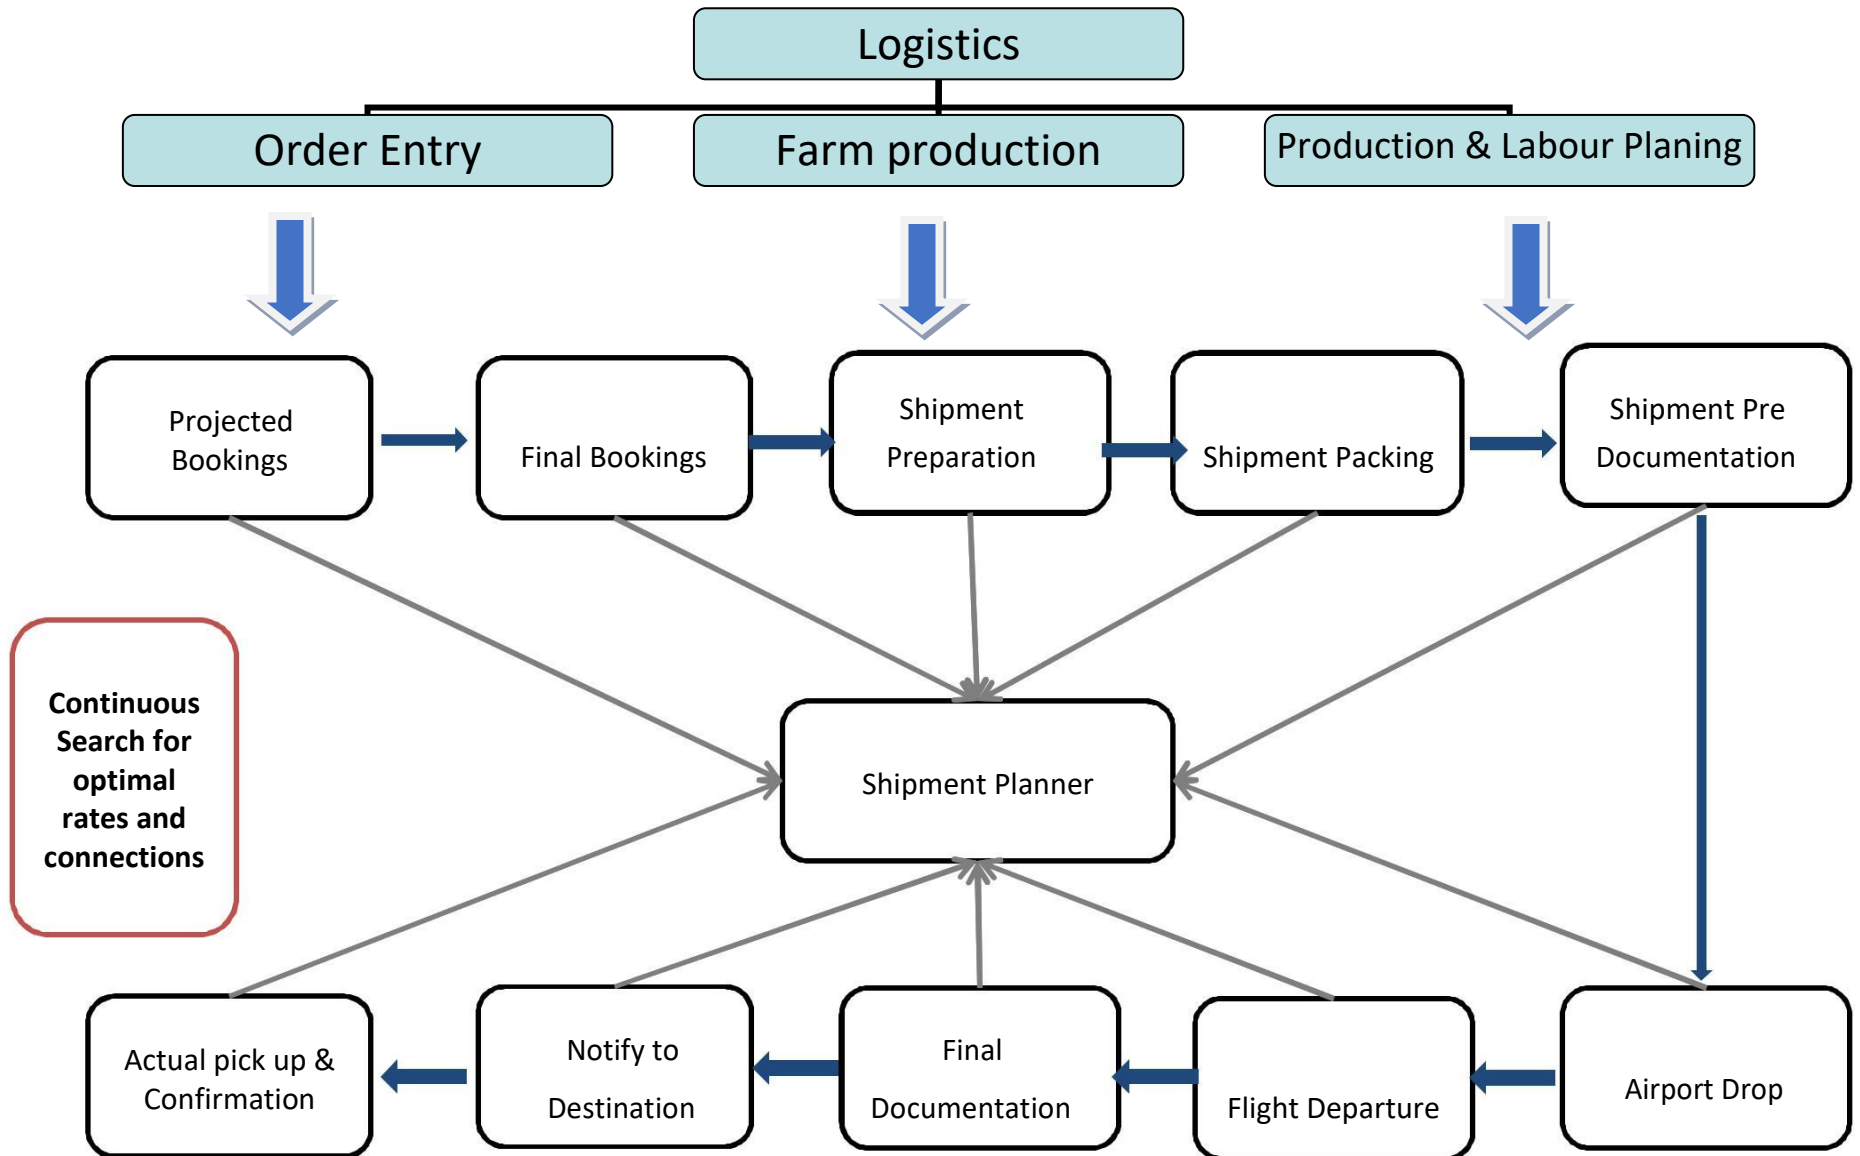 Logistics
Order Entry
Farm production
Production & Labour Planing
Projected
Bookings
Final Bookings
Shipment
Preparation
Shipment Packing
Shipment Pre
Documentation
Continuous
Search for
optimal
rates and
connections
Shipment Planner
Actual pick up &
Confirmation
Notify to
Destination
Final
Documentation
Flight Departure
Airport Drop